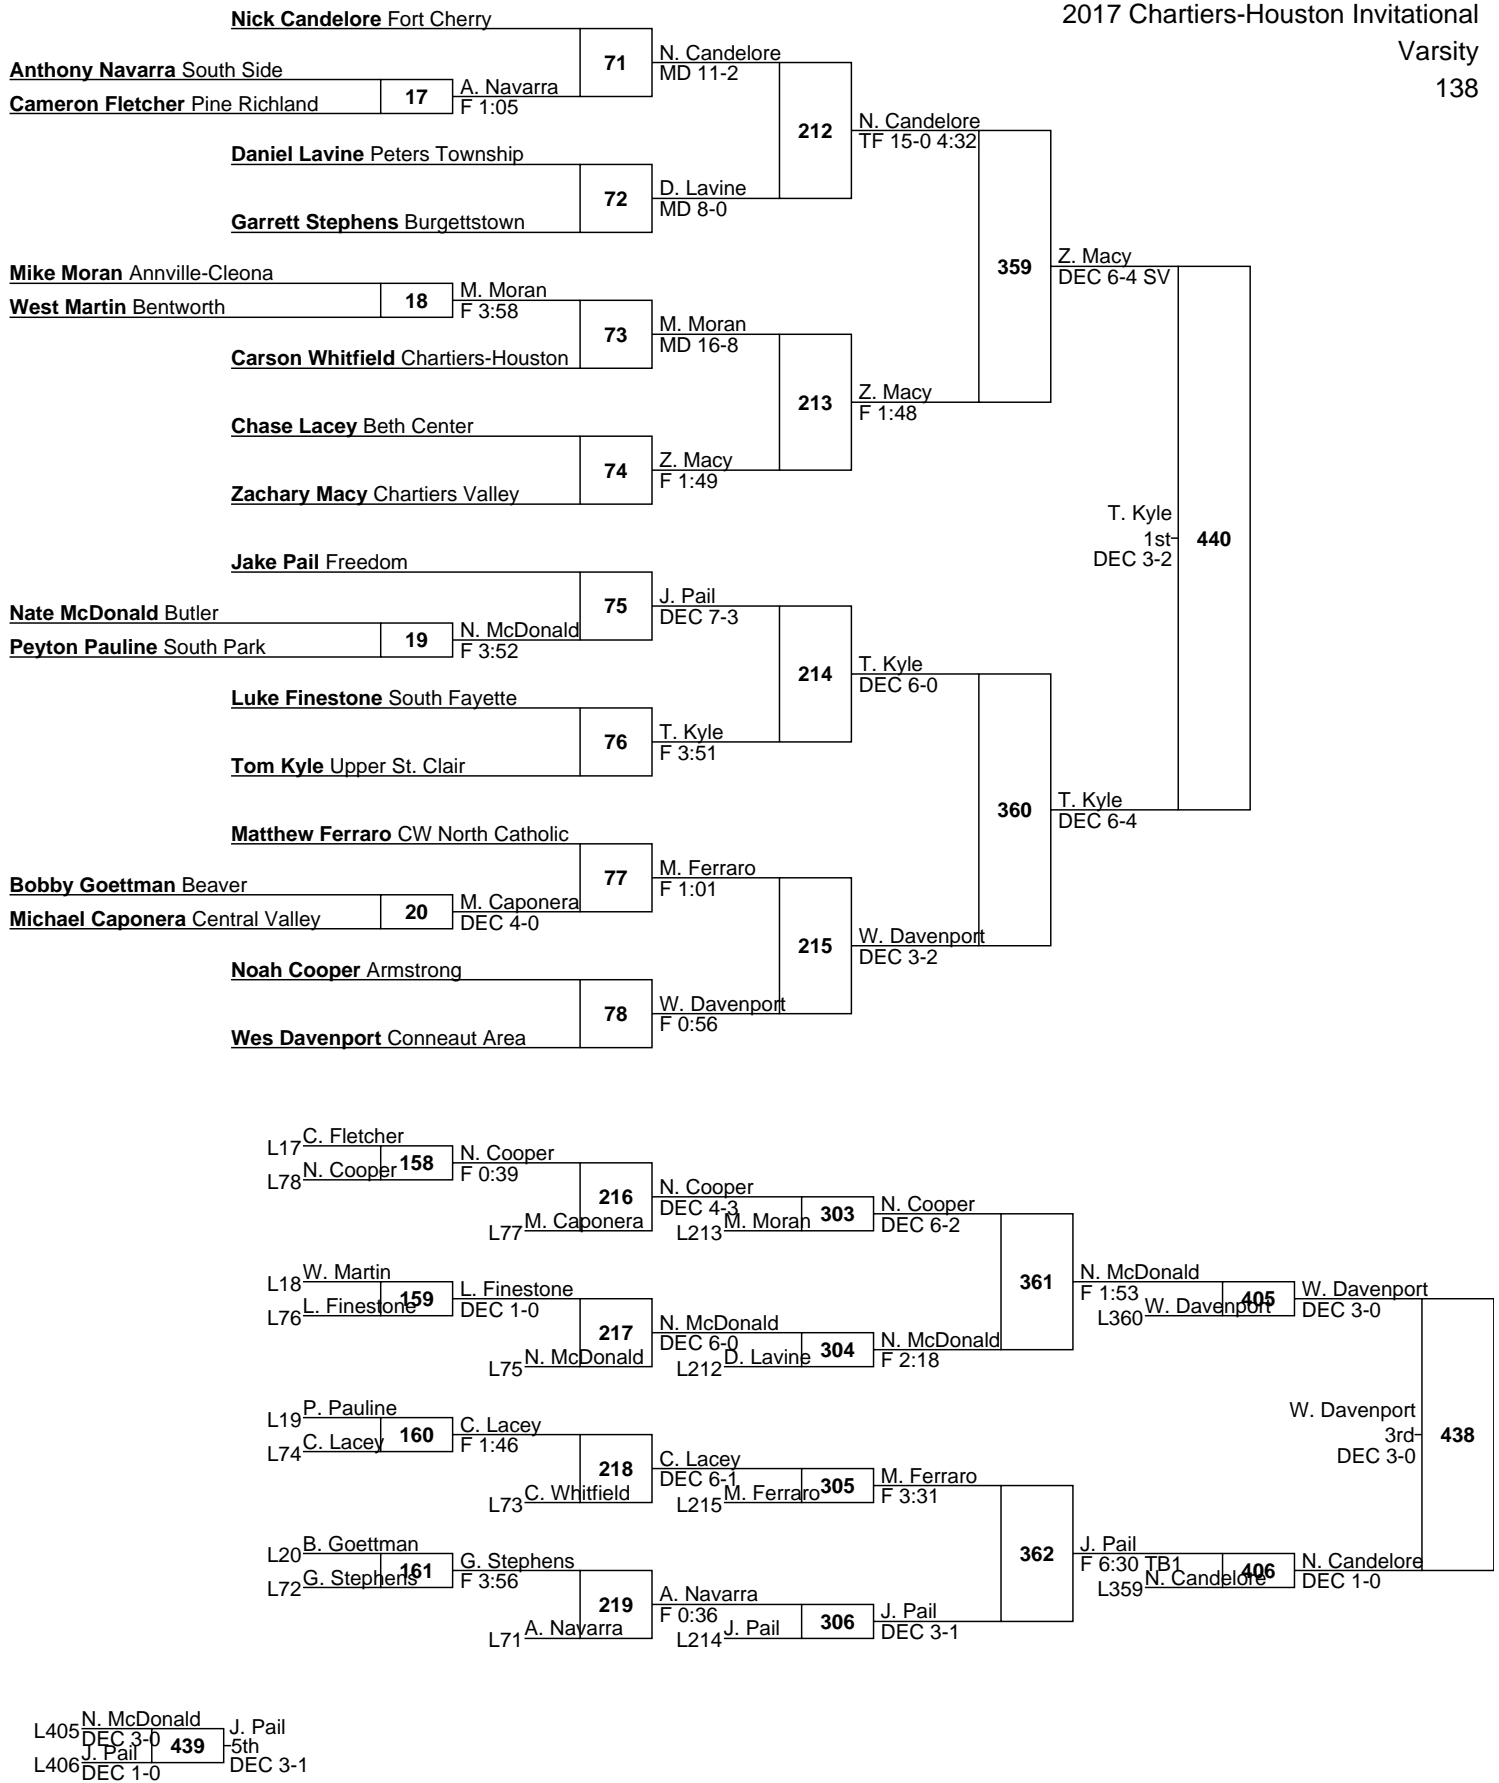 2017 Chartiers-Houston Invitational
Varsity
138
Nick Candelore Fort Cherry
71
N. Candelore
MD 11-2
Anthony Navarra South Side
17
A. Navarra
F 1:05
Cameron Fletcher Pine Richland
212
N. Candelore
TF 15-0 4:32
Daniel Lavine Peters Township
72
D. Lavine
MD 8-0
Garrett Stephens Burgettstown
359
Z. Macy
DEC 6-4 SV
Mike Moran Annville-Cleona
18
M. Moran
F 3:58
West Martin Bentworth
73
M. Moran
MD 16-8
Carson Whitfield Chartiers-Houston
213
Z. Macy
F 1:48
Chase Lacey Beth Center
74
Z. Macy
F 1:49
Zachary Macy Chartiers Valley
T. Kyle
1st
DEC 3-2
440
Jake Pail Freedom
75
J. Pail
DEC 7-3
Nate McDonald Butler
19
N. McDonald
F 3:52
Peyton Pauline South Park
214
T. Kyle
DEC 6-0
Luke Finestone South Fayette
76
T. Kyle
F 3:51
Tom Kyle Upper St. Clair
360
T. Kyle
DEC 6-4
Matthew Ferraro CW North Catholic
77
M. Ferraro
F 1:01
Bobby Goettman Beaver
20
M. Caponera
DEC 4-0
Michael Caponera Central Valley
215
W. Davenport
DEC 3-2
Noah Cooper Armstrong
78
W. Davenport
F 0:56
Wes Davenport Conneaut Area
L17 C. Fletcher
158
N. Cooper
F 0:39
L78 N. Cooper
216
N. Cooper
DEC 4-3
L77 M. Caponera
L213 M. Moran
303
N. Cooper
DEC 6-2
L18 W. Martin
159
L. Finestone
DEC 1-0
L76 L. Finestone
361
N. McDonald
F 1:53
L360 W. Davenport
405
W. Davenport
DEC 3-0
217
N. McDonald
DEC 6-0
L75 N. McDonald
L212 D. Lavine
304
N. McDonald
F 2:18
L19 P. Pauline
160
C. Lacey
F 1:46
L74 C. Lacey
W. Davenport
3rd
DEC 3-0
438
218
C. Lacey
DEC 6-1
L73 C. Whitfield
L215 M. Ferraro
305
M. Ferraro
F 3:31
L20 B. Goettman
161
G. Stephens
F 3:56
L72 G. Stephens
362
J. Pail
F 6:30 TB1
L359 N. Candelore
406
N. Candelore
DEC 1-0
219
A. Navarra
F 0:36
L71 A. Navarra
L214 J. Pail
306
J. Pail
DEC 3-1
L405 N. McDonald
DEC 3-0
L406 J. Pail
DEC 1-0
439
J. Pail
5th
DEC 3-1